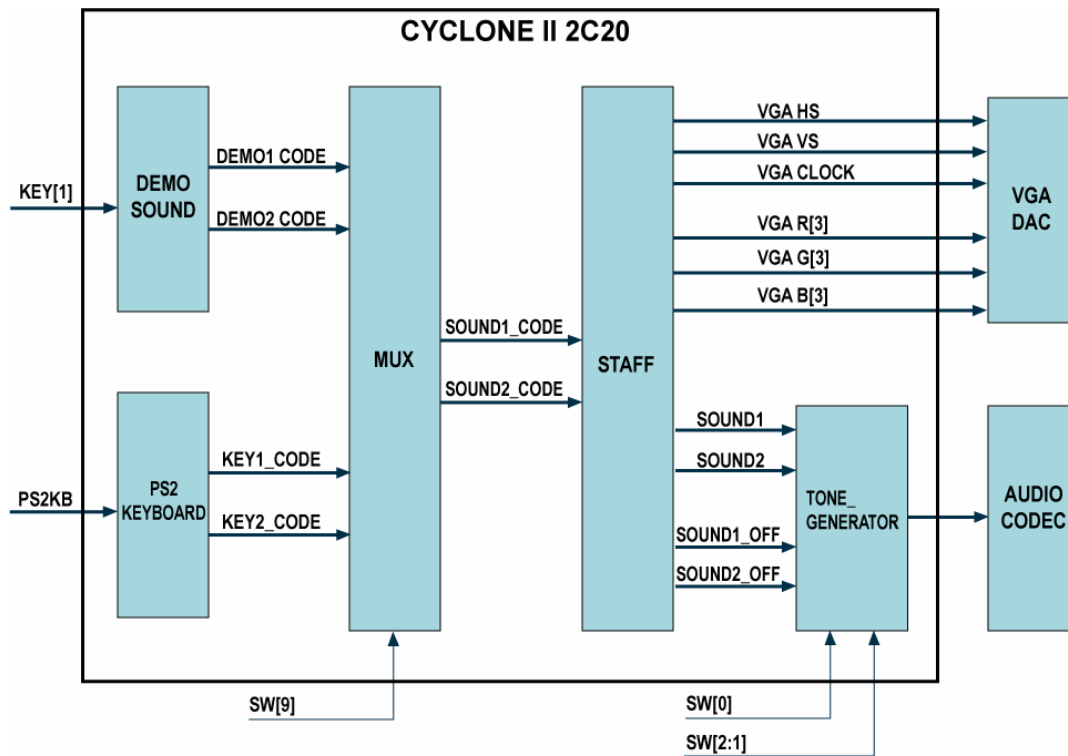 CYCLONE II 2C20
KEY[1]
DEMO
SOUND
DEMO1 CODE
DEMO2 CODE
PS2KB
PS2
KEYBOARD
KEY1_CODE
KEY2_CODE
MUX
SW[9]
SOUND1_CODE
SOUND2_CODE
STAFF
VGA HS
VGA VS
VGA CLOCK
VGA R[3]
VGA G[3]
VGA B[3]
VGA
DAC
SOUND1
SOUND2
SOUND1_OFF
SOUND2_OFF
TONE_
GENERATOR
AUDIO
CODEC
SW[0]
SW[2:1]